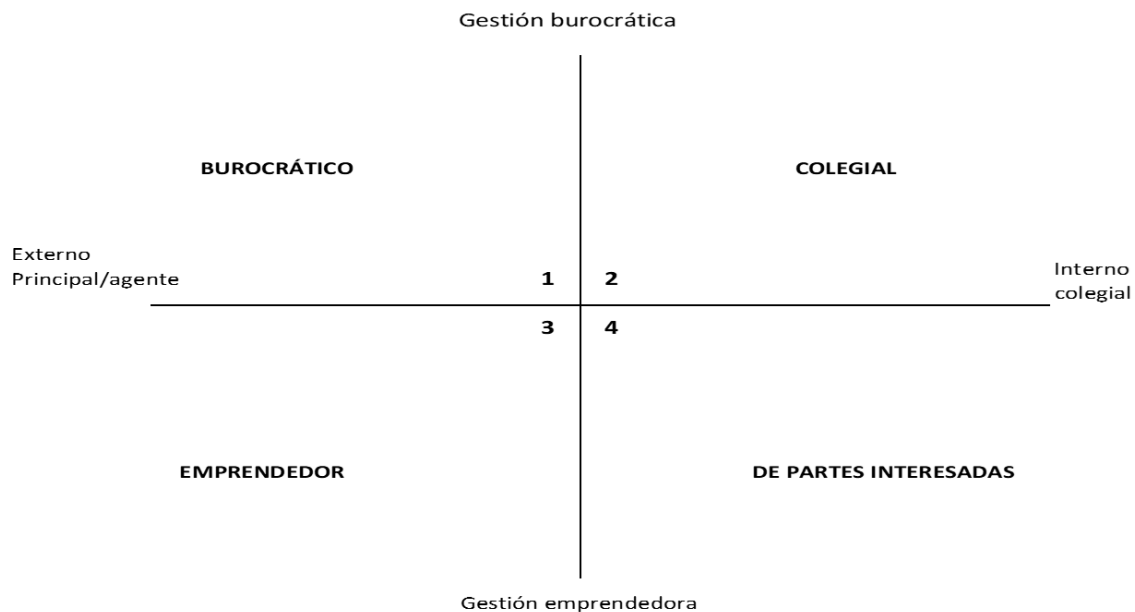 Gestión burocrática
BUROCRÁTICO
COLEGIAL
Externo
Principal/agente
1
2
Interno
colegial
3
4
EMPRENDEDOR
DE PARTES INTERESADAS
Gestión emprendedora